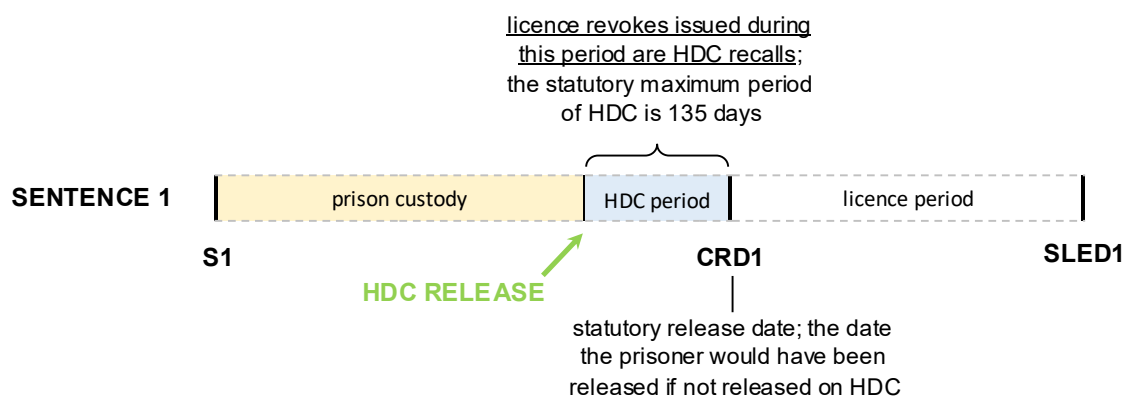 licence revokes issued during
this period are HDC recalls;
the statutory maximum period
of HDC is 135 days
SENTENCE 1
prison custody
HDC period
licence period
S1
CRD1
SLED1
HDC RELEASE
statutory release date; the date
the prisoner would have been
released if not released on HDC